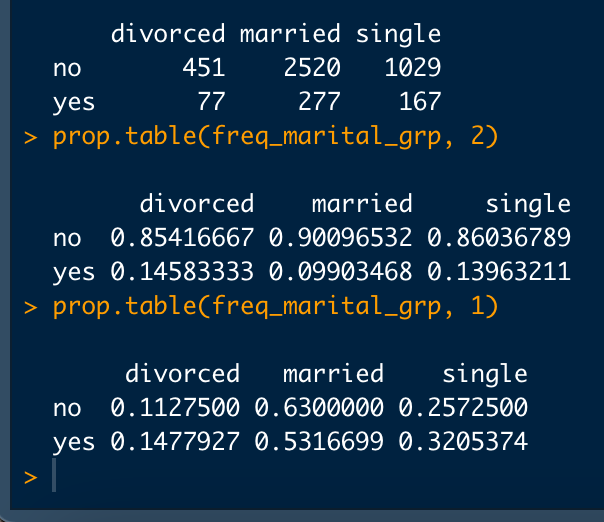 divorced married single
no 451 2520 1029
yes 77 277 167
> prop.table(freq_marital_grp, 2)
divorced married single
no 0.85416667 0.90096532 0.86036789
yes 0.14583333 0.09903468 0.13963211
> prop.table(freq_marital_grp, 1)
divorced married single
no 0.1127500 0.6300000 0.2572500
yes 0.1477927 0.5316699 0.3205374
>